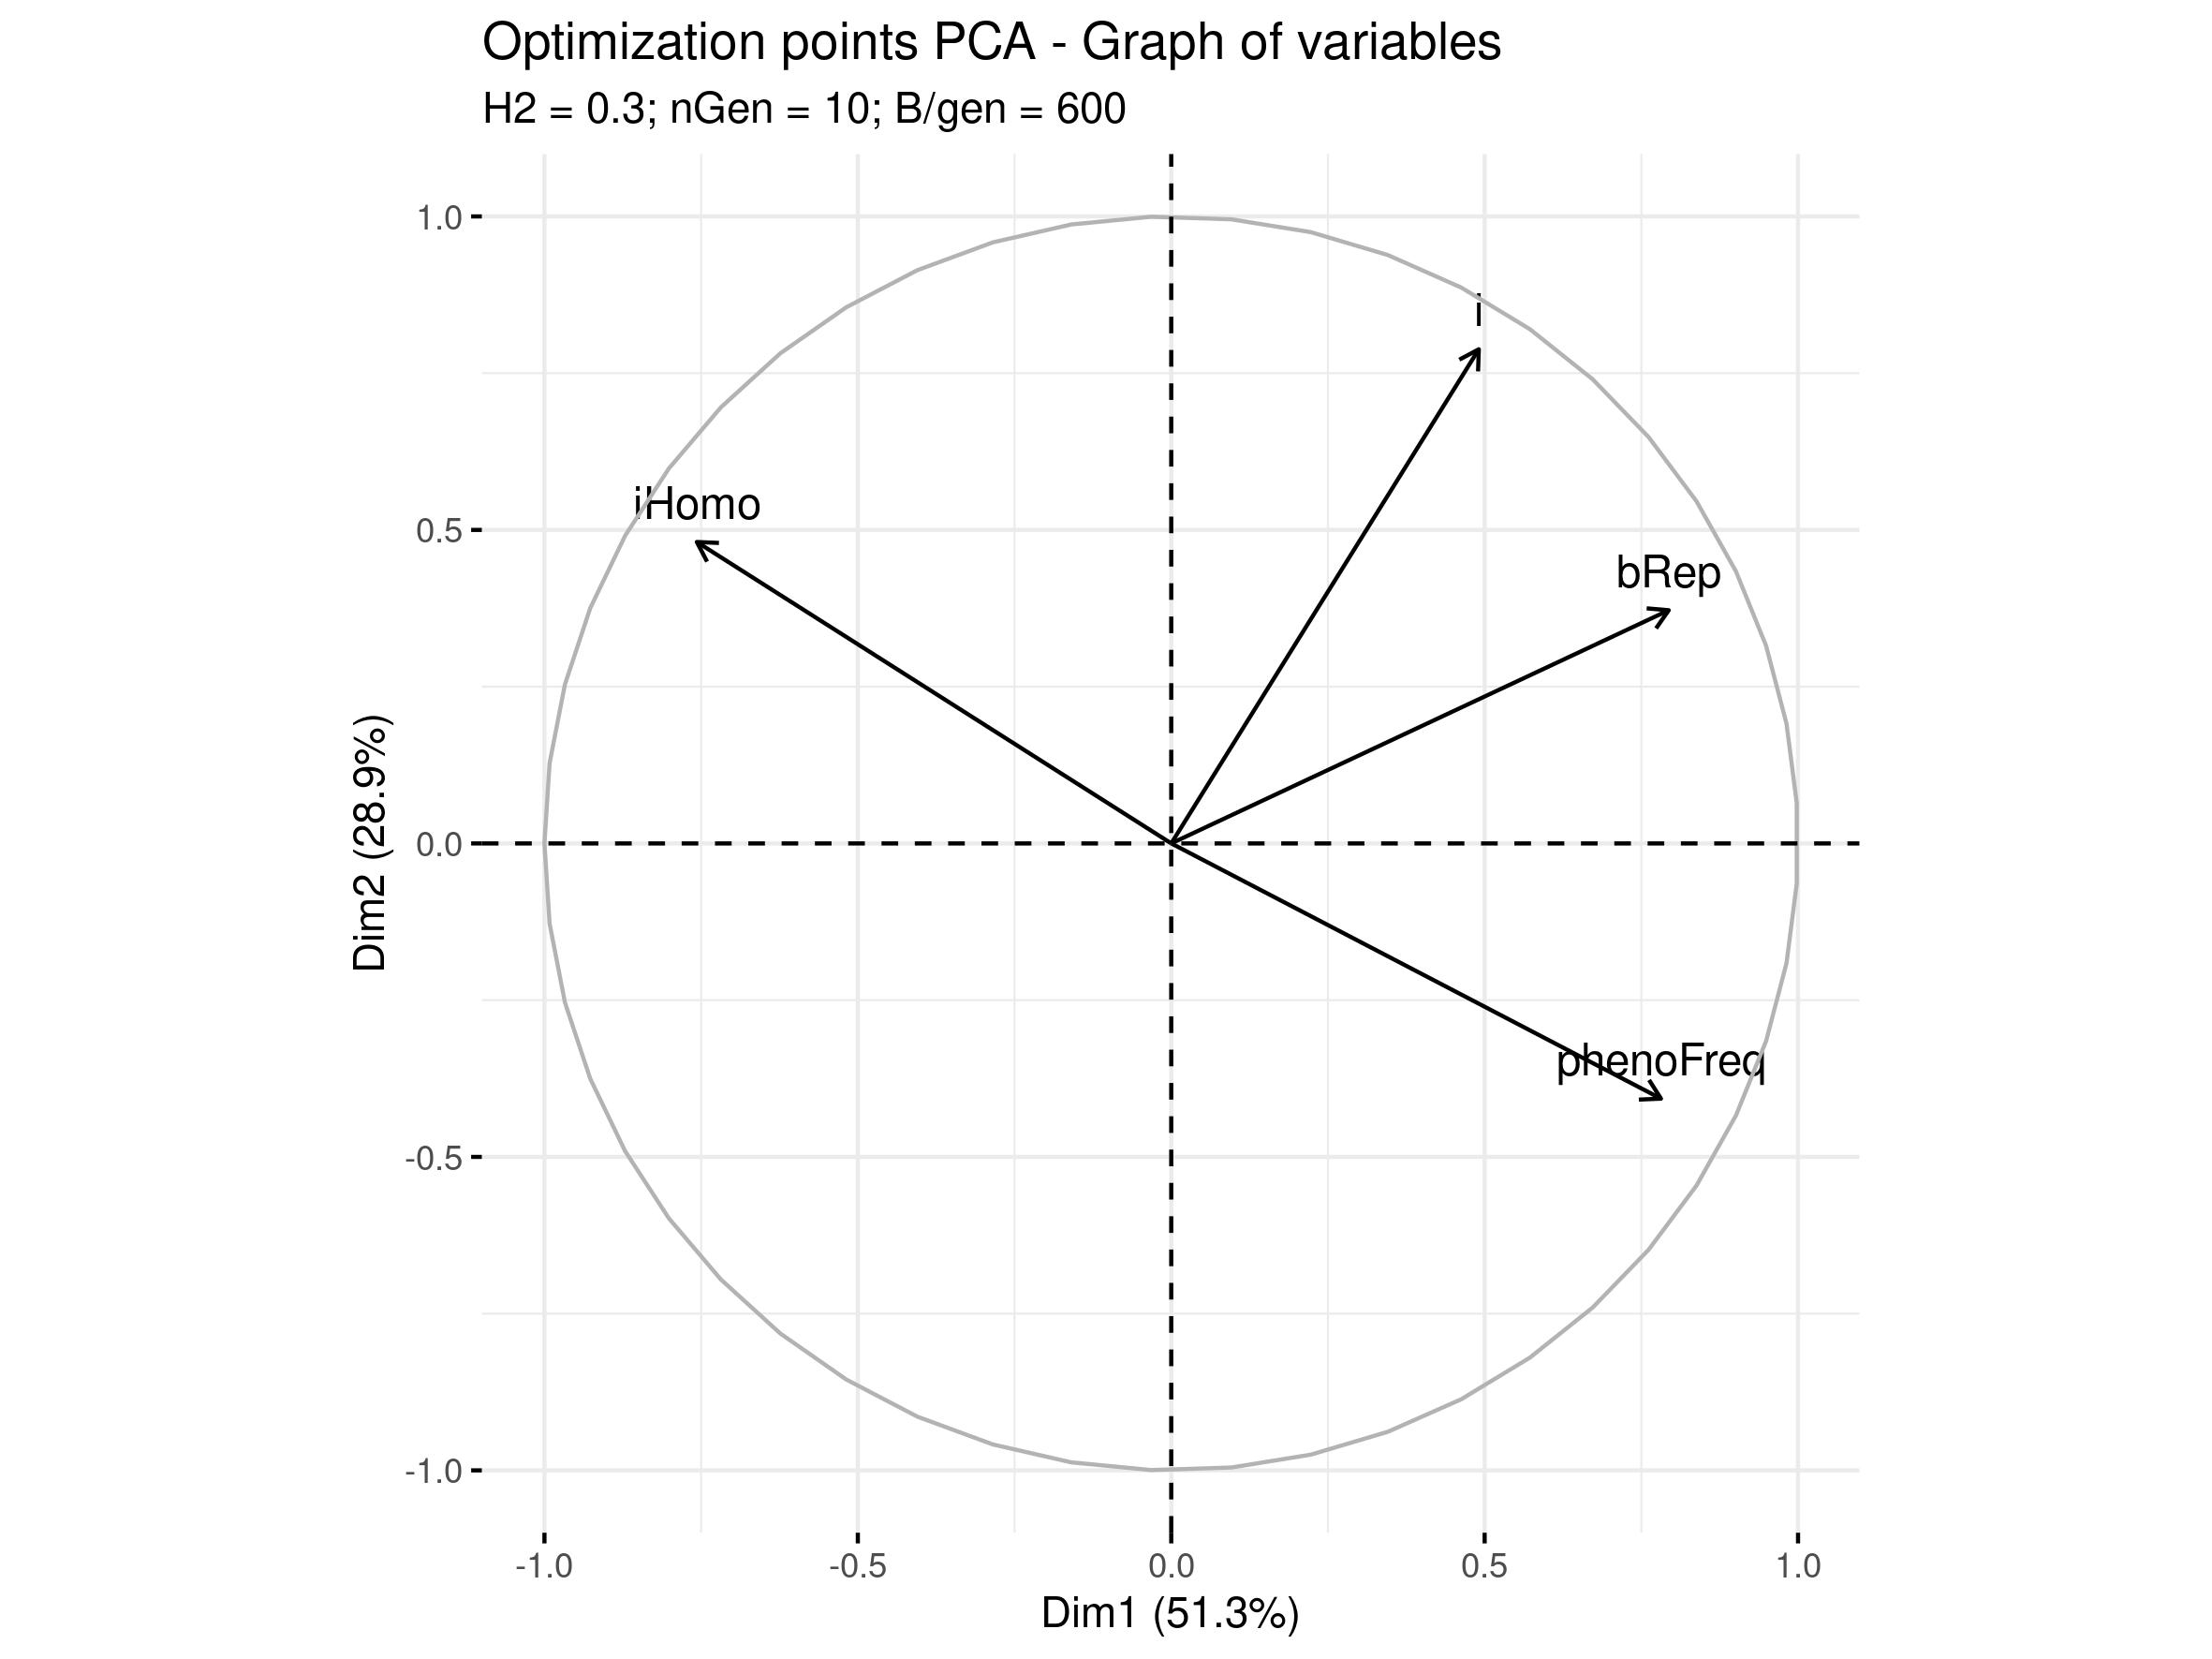 Optimization points PCA - Graph of variables
H2 = 0.3; nGen = 10; B/gen = 600
1.0
0.5
0.0
-0.5
-1.0
Dim2 (28.9%)
i
iHomo
bRep
phenoFreq
-1.0
-0.5
0.0
0.5
1.0
Dim1 (51.3%)